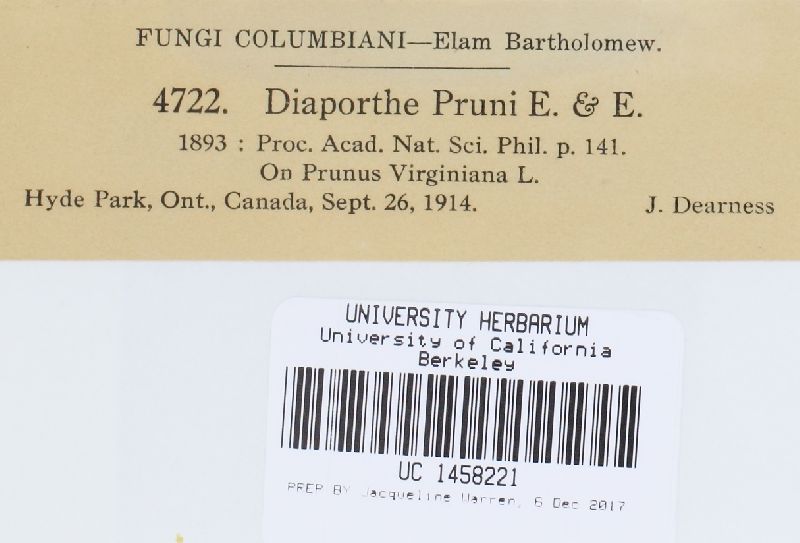 FUNGI COLUMBIANI—Elam Bartholomew.
4722. Diaporthe Pruni E. & E.
1893 : Proc. Acad. Nat. Sci. Phil. p. 141.
On Prunus Virginiana L.
Hyde Park, Ont., Canada, Sept. 26, 1914. J. Dearness
UNIVERSITY HERBARIUM
University of California
Berkeley
UC 1458221
PREP BY Jacqueline Warren, 6 Dec 2017